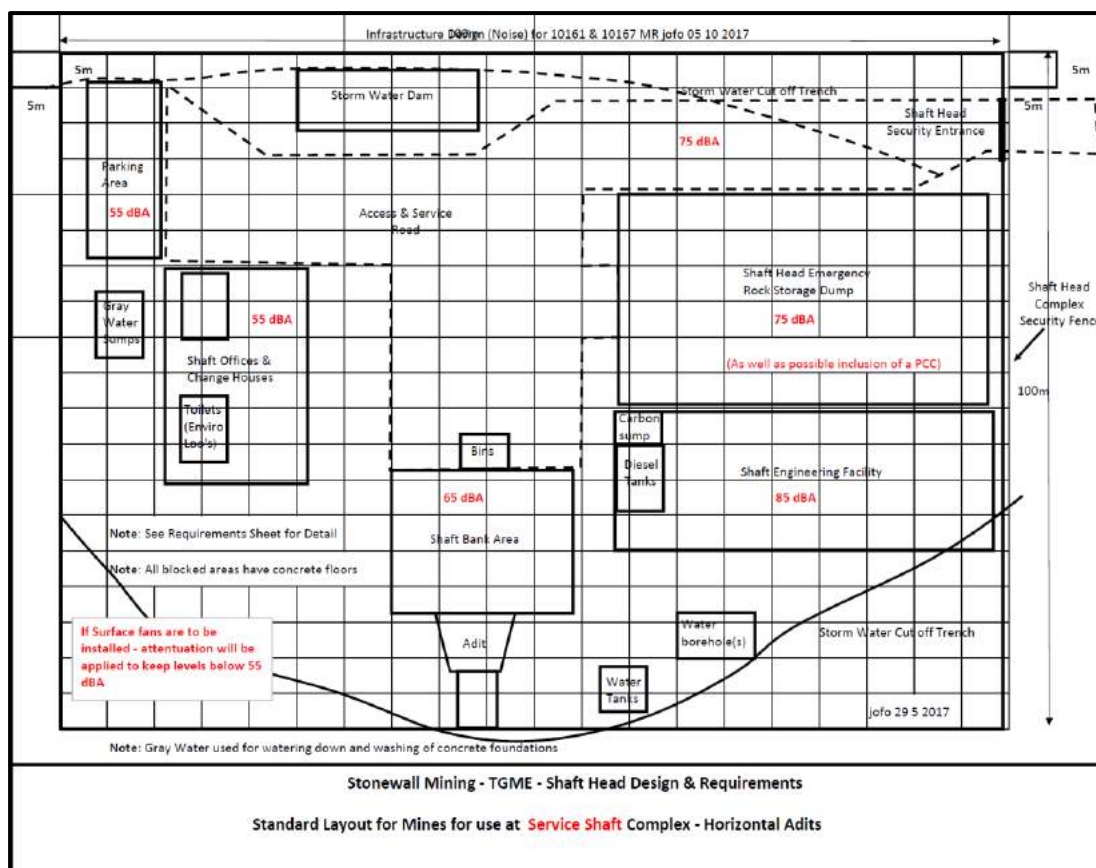 Infrastructure Design (Noise) for 10161 & 10167 MR jofo 05 10 2017
100m
5m
5m
5m
5m
Storm Water Dam
Storm Water Cut off Trench
Shaft Head
Security Entrance
75 dBA
Parking
Area
55 dBA
Access & Service
Road
Shaft Head Emergency
Rock Storage Dump
75 dBA
(As well as possible inclusion of a PCC)
Shaft Head
Complex
Security Fence
100m
Gray
Water
Sumps
55 dBA
Shaft Offices &
Change Houses
Toilets
(Enviro
Loo's)
Bins
Carbon
sump
Diesel
Tanks
Shaft Engineering Facility
85 dBA
65 dBA
Shaft Bank Area
Note: See Requirements Sheet for Detail
Note: All blocked areas have concrete floors
If Surface fans are to be
installed - attentuation will be
applied to keep levels below 55
dBA
Adit
Water
borehole(s)
Storm Water Cut off Trench
Water
Tanks
jofo 29 5 2017
Note: Gray Water used for watering down and washing of concrete foundations
Stonewall Mining - TGME - Shaft Head Design & Requirements
Standard Layout for Mines for use at Service Shaft Complex - Horizontal Adits